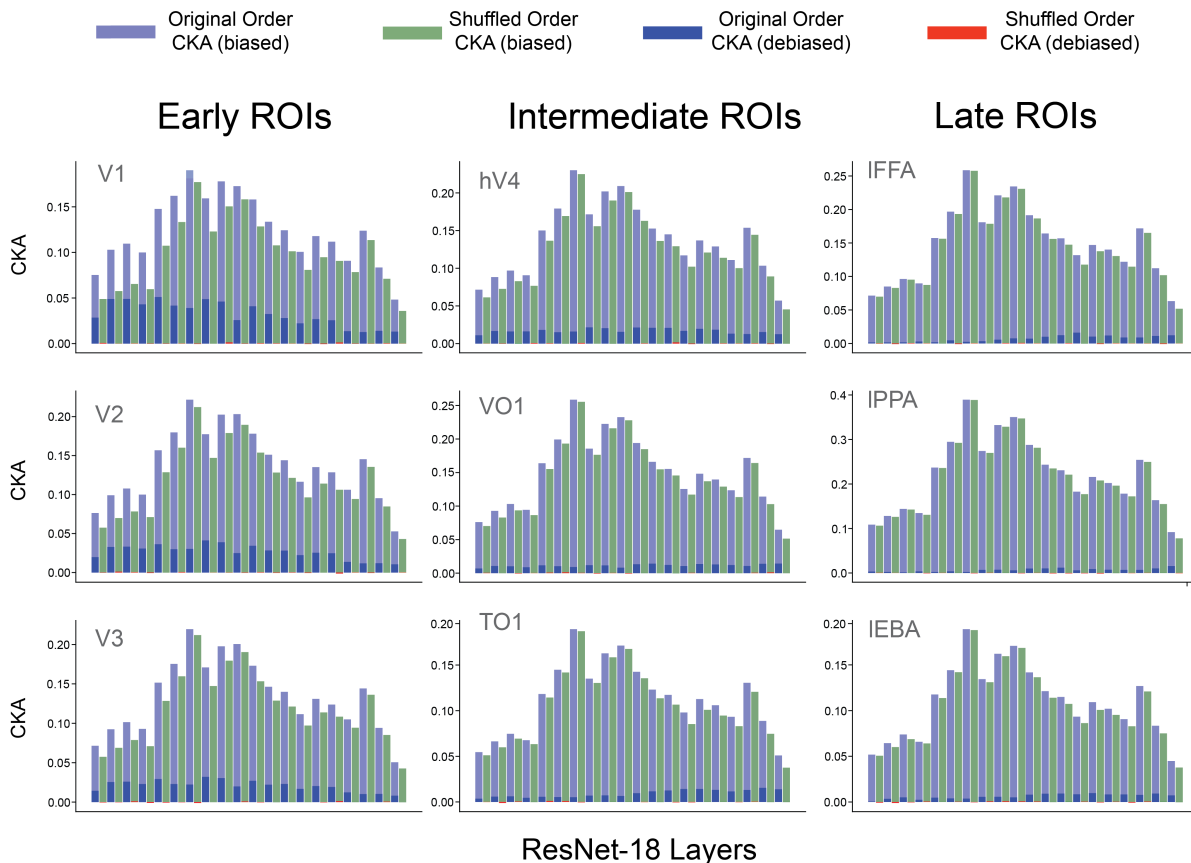 Original Order
CKA (biased)
Shuffled Order
CKA (biased)
Original Order
CKA (debiased)
Shuffled Order
CKA (debiased)
Early ROIs
Intermediate ROIs
Late ROIs
CKA
V1
0.15
0.10
0.05
0.00
hV4
0.20
0.15
0.10
0.05
0.00
lFFA
0.25
0.20
0.15
0.10
0.05
0.00
CKA
V2
0.20
0.15
0.10
0.05
0.00
VO1
0.25
0.20
0.15
0.10
0.05
0.00
lPPA
0.4
0.3
0.2
0.1
0.0
CKA
V3
0.20
0.15
0.10
0.05
0.00
TO1
0.20
0.15
0.10
0.05
0.00
lEBA
0.20
0.15
0.10
0.05
0.00
ResNet-18 Layers